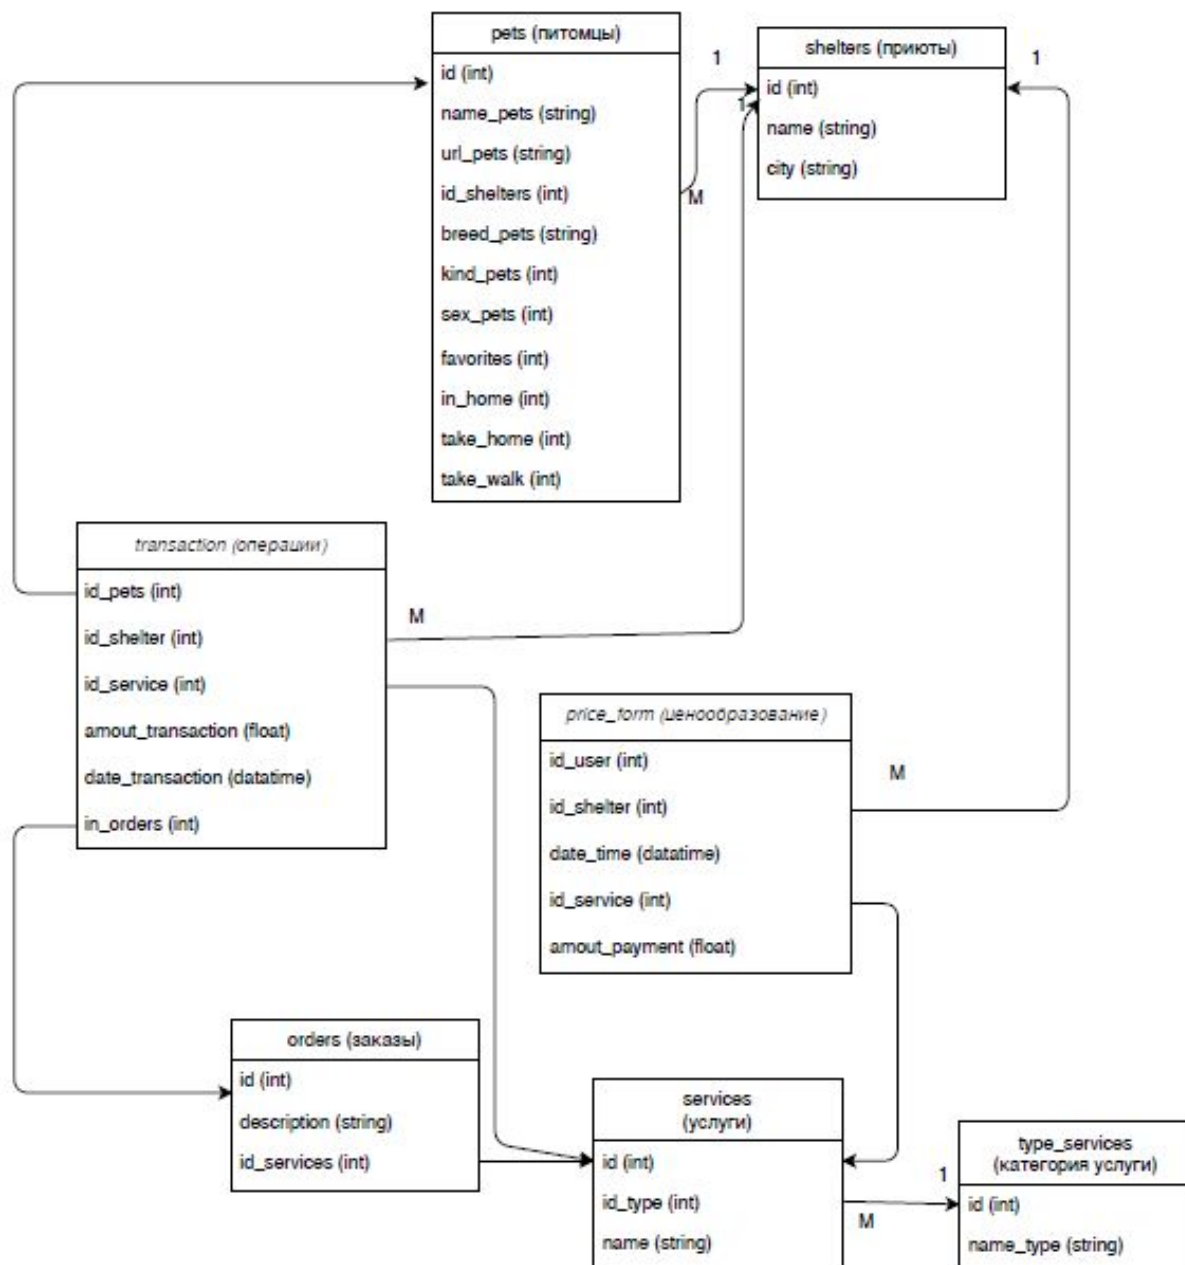 pets (питомцы)
id (int)
name_pets (string)
url_pets (string)
id_shelters (int)
breed_pets (string)
kind_pets (int)
sex_pets (int)
favorites (int)
in_home (int)
take_home (int)
take_walk (int)
1
M
1
shelters (приюты)
id (int)
name (string)
city (string)
1
transaction (операции)
id_pets (int)
id_shelter (int)
id_service (int)
amout_transaction (float)
date_transaction (datatime)
in_orders (int)
M
price_form (ценообразование)
id_user (int)
id_shelter (int)
date_time (datatime)
id_service (int)
amout_payment (float)
M
orders (заказы)
id (int)
description (string)
id_services (int)
services
(услуги)
id (int)
id_type (int)
name (string)
1
M
type_services
(категория услуги)
id (int)
name_type (string)